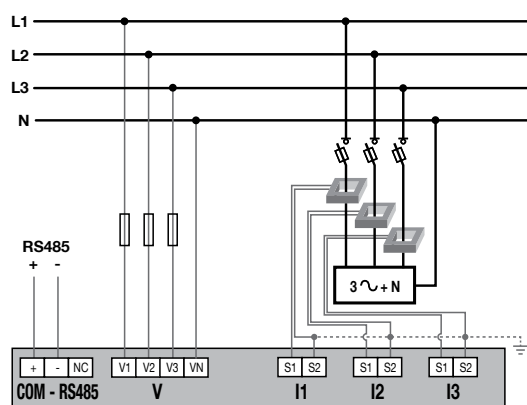 L1
L2
L3
N
RS485
+ -
3 ∿ + N
+ - NC V1 V2 V3 VN S1 S2 S1 S2 S1 S2
COM - RS485 V I1 I2 I3